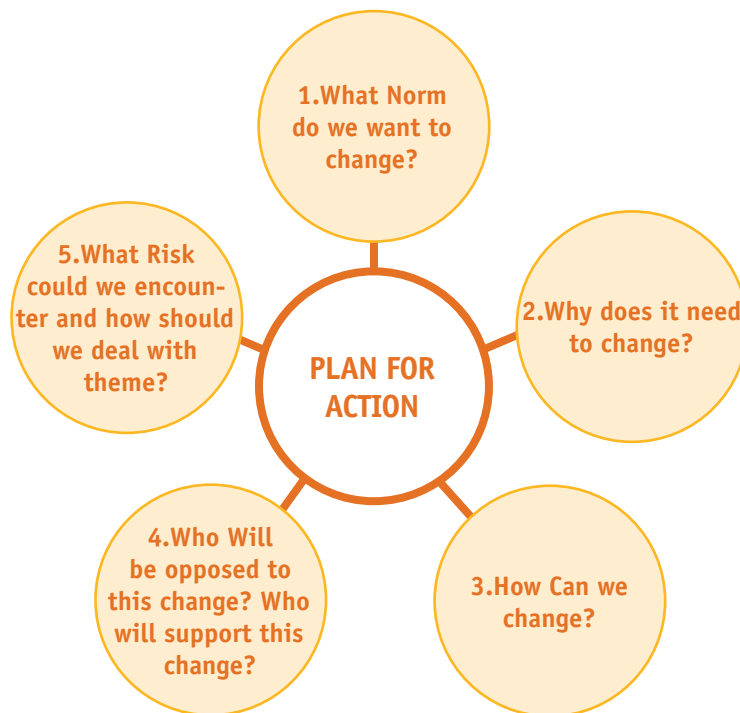 1.What Norm
do we want to
change?
5.What Risk
could we encoun-
ter and how should
we deal with
theme?
2.Why does it need
to change?
PLAN FOR
ACTION
4.Who Will
be opposed to
this change? Who
will support this
change?
3.How Can we
change?